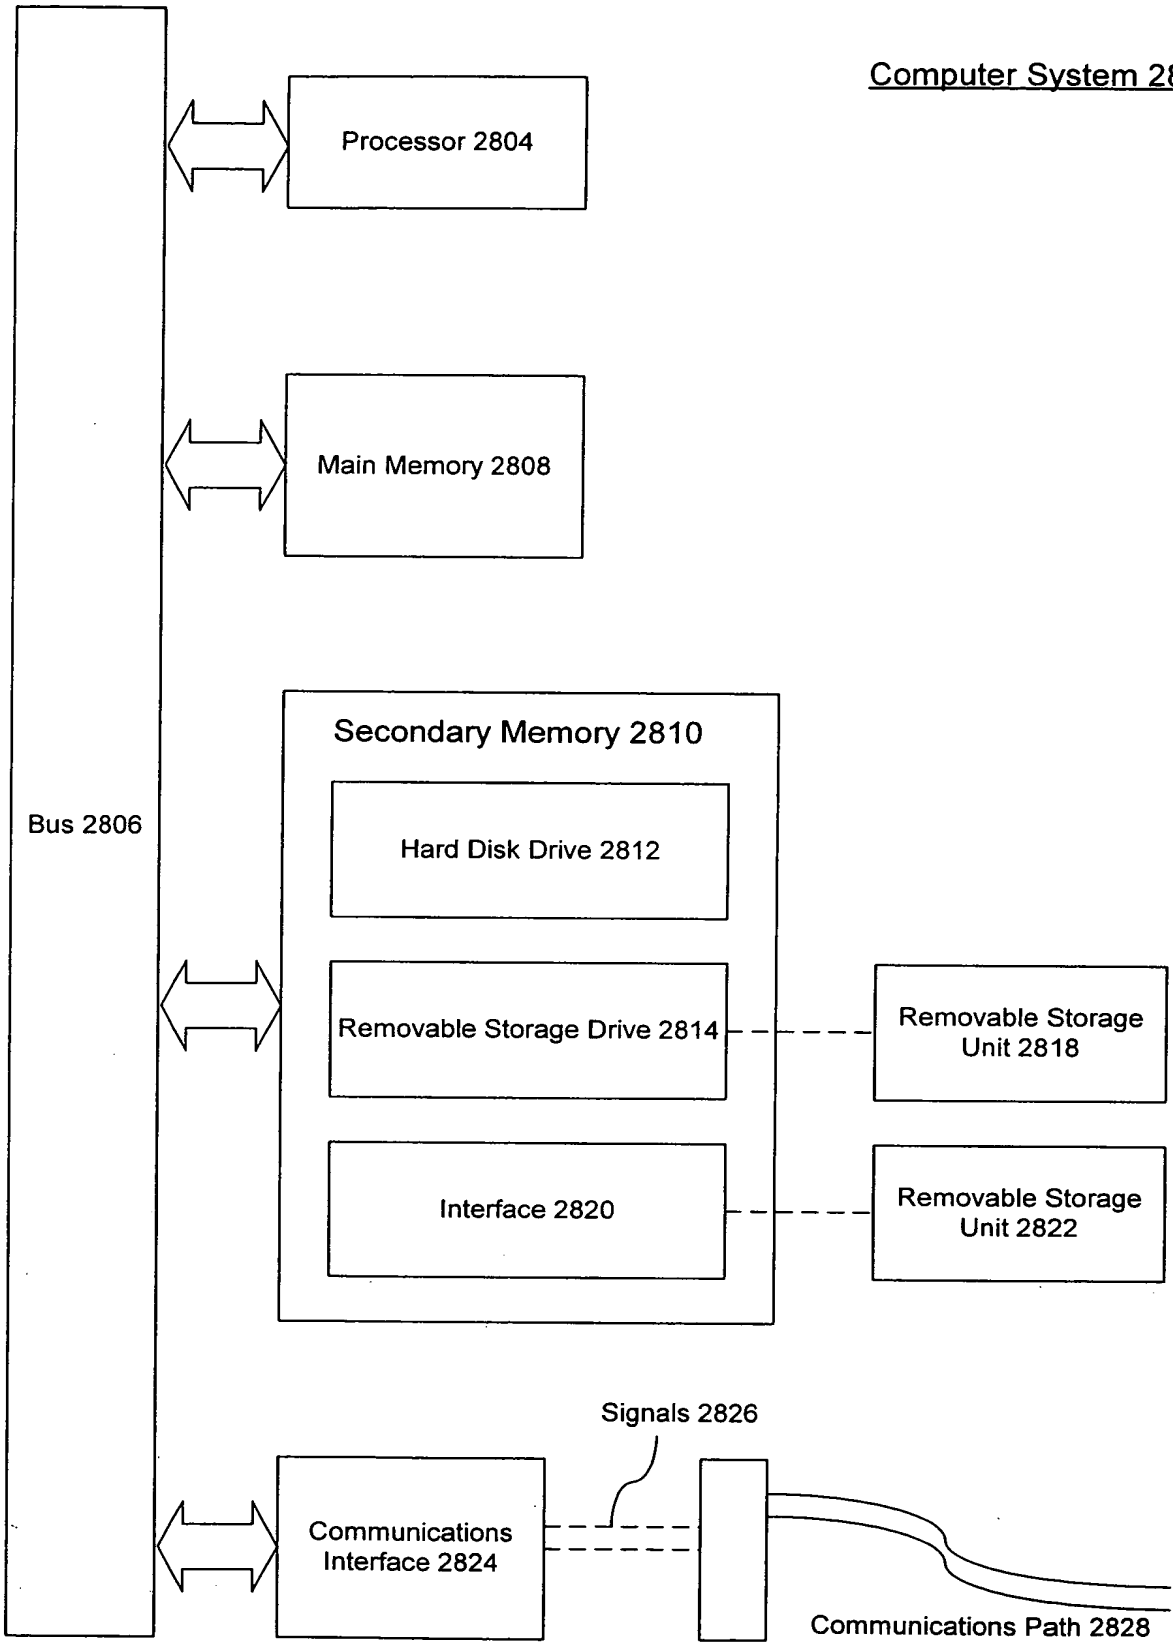 Computer System 28
Processor 2804
Main Memory 2808
Secondary Memory 2810
Bus 2806
Hard Disk Drive 2812
Removable Storage Drive 2814
Removable Storage
Unit 2818
Interface 2820
Removable Storage
Unit 2822
Signals 2826
Communications
Interface 2824
Communications Path 2828